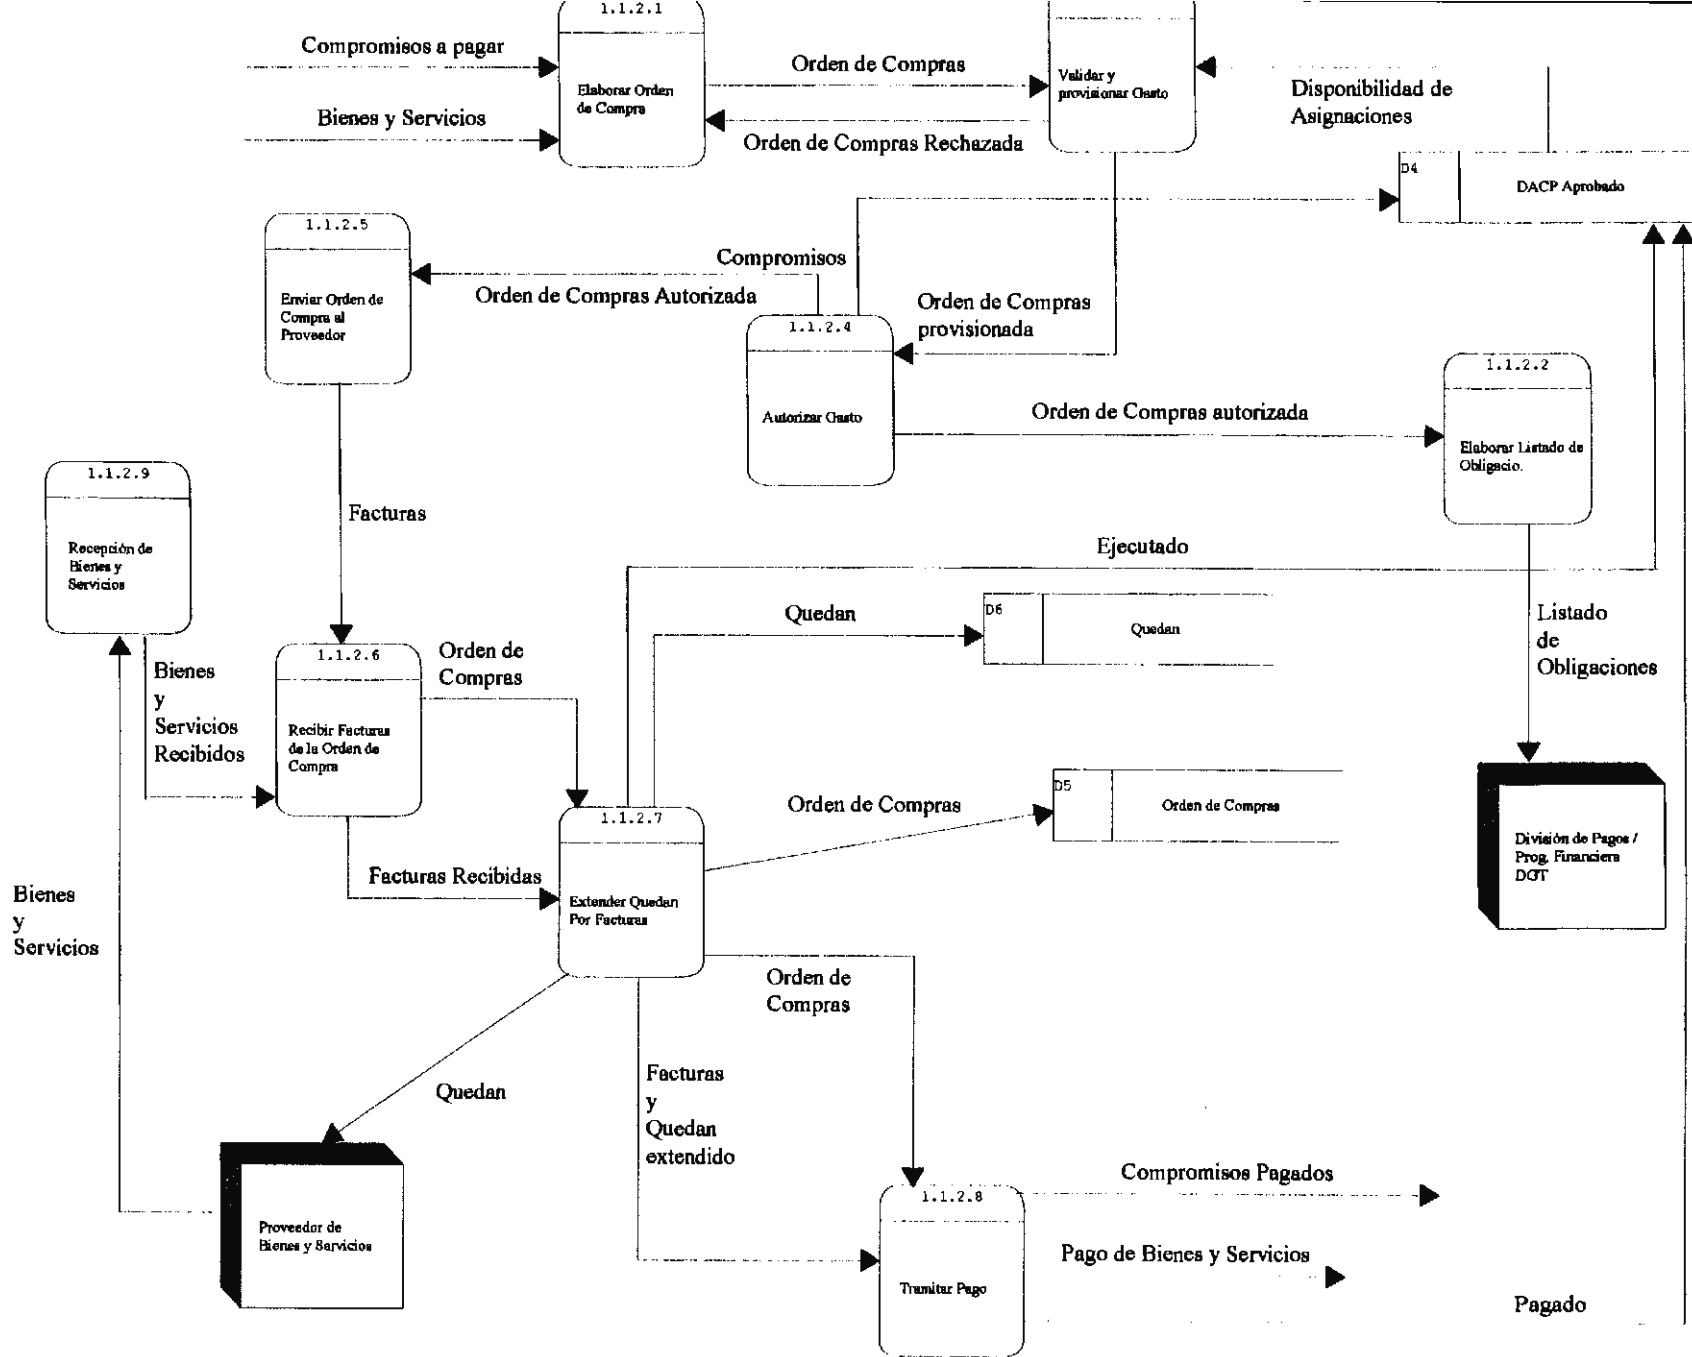 1.1.2.1
Compromisos a pagar
Elaborar Orden
de Compra
Bienes y Servicios
Orden de Compras
Orden de Compras Rechazada
Validar y
provisionar Gasto
Disponibilidad de
Asignaciones
D4
DACP Aprobado
1.1.2.5
Enviar Orden de
Compra al
Proveedor
Compromisos
Orden de Compras Autorizada
Orden de Compras
provisionada
1.1.2.4
Autorizar Gasto
Orden de Compras autorizada
1.1.2.2
Elaborar Listado de
Obligacio.
1.1.2.9
Recepción de
Bienes y
Servicios
Facturas
Ejecutado
Quedan
D6
Quedan
Listado
de
Obligaciones
Bienes
y
Servicios
Recibidos
1.1.2.6
Recibir Facturas
de la Orden de
Compra
Orden de
Compras
1.1.2.7
Extender Quedan
Por Facturas
Facturas Recibidas
Orden de Compras
D5
Orden de Compras
División de Pagos /
Prog. Financiera
DGT
Bienes
y
Servicios
Orden de
Compras
Quedan
Facturas
y
Quedan
extendido
Proveedor de
Bienes y Servicios
1.1.2.8
Tramitar Pago
Compromisos Pagados
Pago de Bienes y Servicios
Pagado